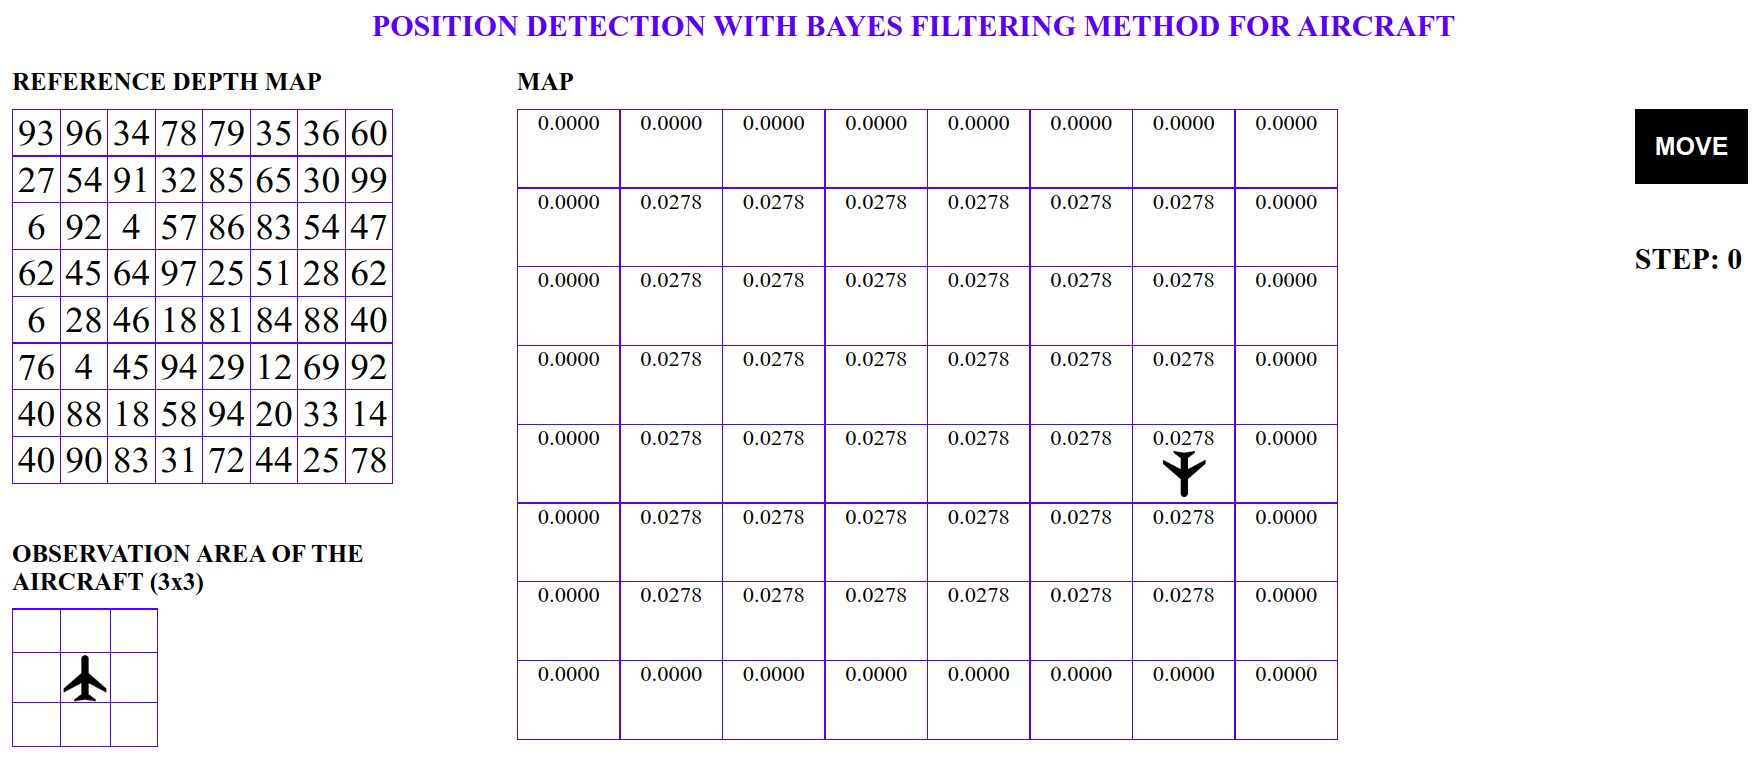 POSITION DETECTION WITH BAYES FILTERING METHOD FOR AIRCRAFT
REFERENCE DEPTH MAP
93 96 34 78 79 35 36 60
27 54 91 32 85 65 30 99
6 92 4 57 86 83 54 47
62 45 64 97 25 51 28 62
6 28 46 18 81 84 88 40
76 4 45 94 29 12 69 92
40 88 18 58 94 20 33 14
40 90 83 31 72 44 25 78
OBSERVATION AREA OF THE
AIRCRAFT (3x3)
MAP
0.0000 0.0000 0.0000 0.0000 0.0000 0.0000 0.0000 0.0000
0.0000 0.0278 0.0278 0.0278 0.0278 0.0278 0.0278 0.0000
0.0000 0.0278 0.0278 0.0278 0.0278 0.0278 0.0278 0.0000
0.0000 0.0278 0.0278 0.0278 0.0278 0.0278 0.0278 0.0000
0.0000 0.0278 0.0278 0.0278 0.0278 0.0278 0.0278 0.0000
0.0000 0.0278 0.0278 0.0278 0.0278 0.0278 0.0278 0.0000
0.0000 0.0278 0.0278 0.0278 0.0278 0.0278 0.0278 0.0000
0.0000 0.0000 0.0000 0.0000 0.0000 0.0000 0.0000 0.0000
MOVE
STEP: 0